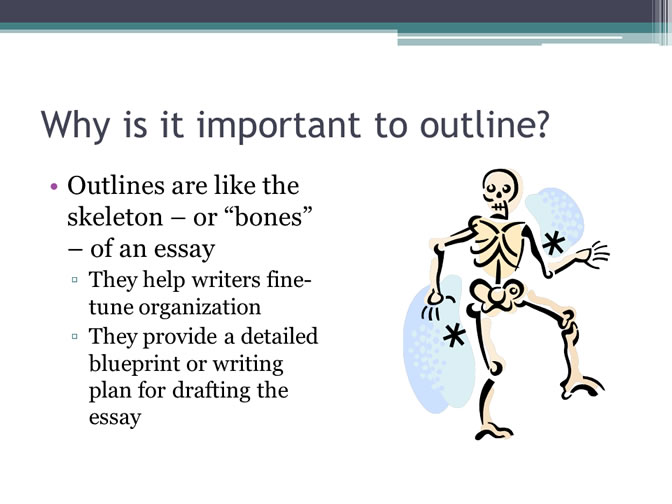 Why is it important to outline?
• Outlines are like the
skeleton – or “bones”
– of an essay
▫ They help writers fine-
tune organization
▫ They provide a detailed
blueprint or writing
plan for drafting the
essay